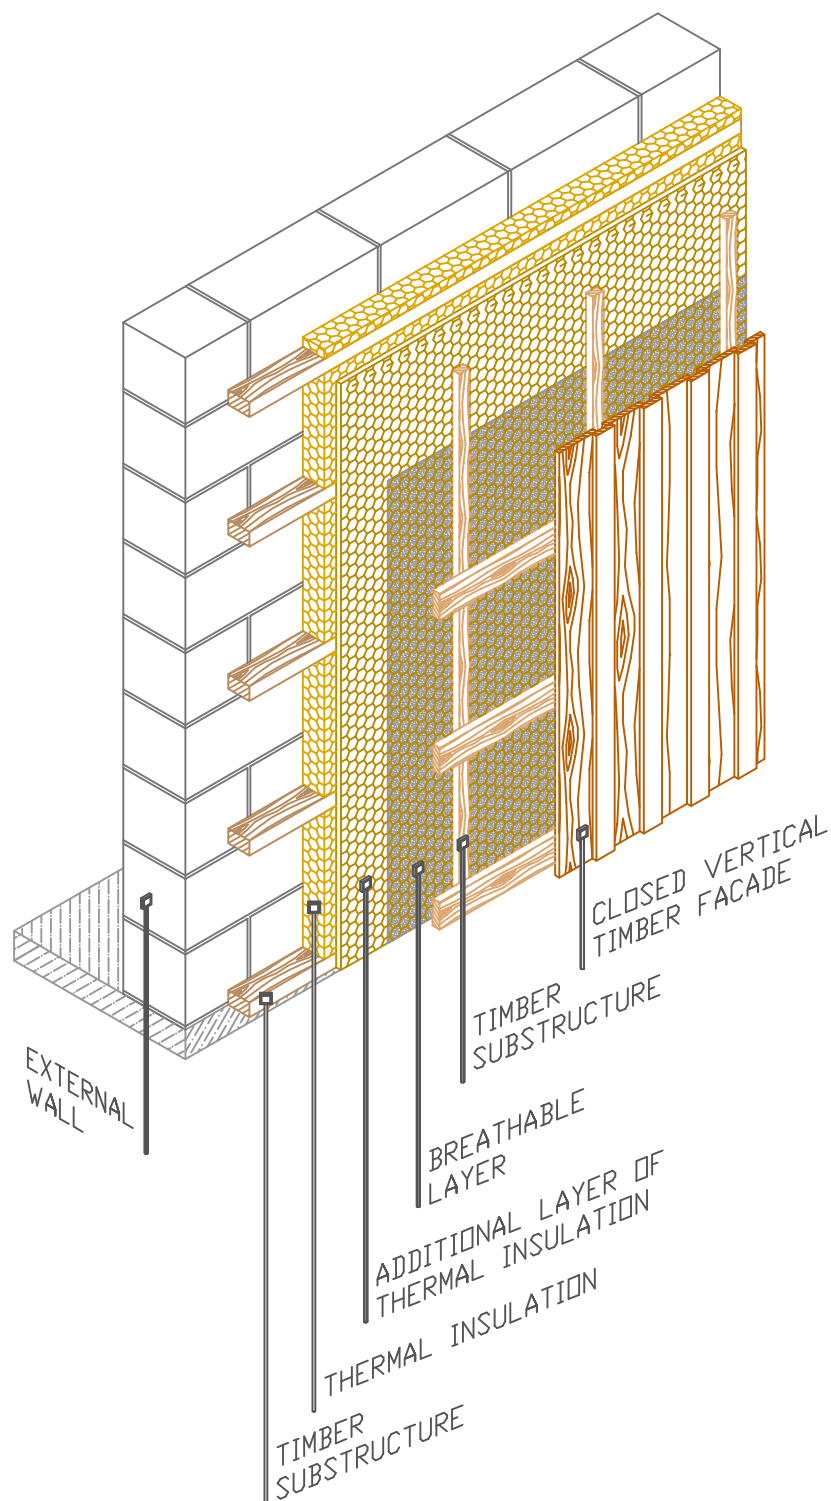 CLOSED VERTICAL
TIMBER FACADE
TIMBER
SUBSTRUCTURE
EXTERNAL
WALL
BREATHABLE
LAYER
ADDITIONAL LAYER OF
THERMAL INSULATION
THERMAL INSULATION
TIMBER
SUBSTRUCTURE